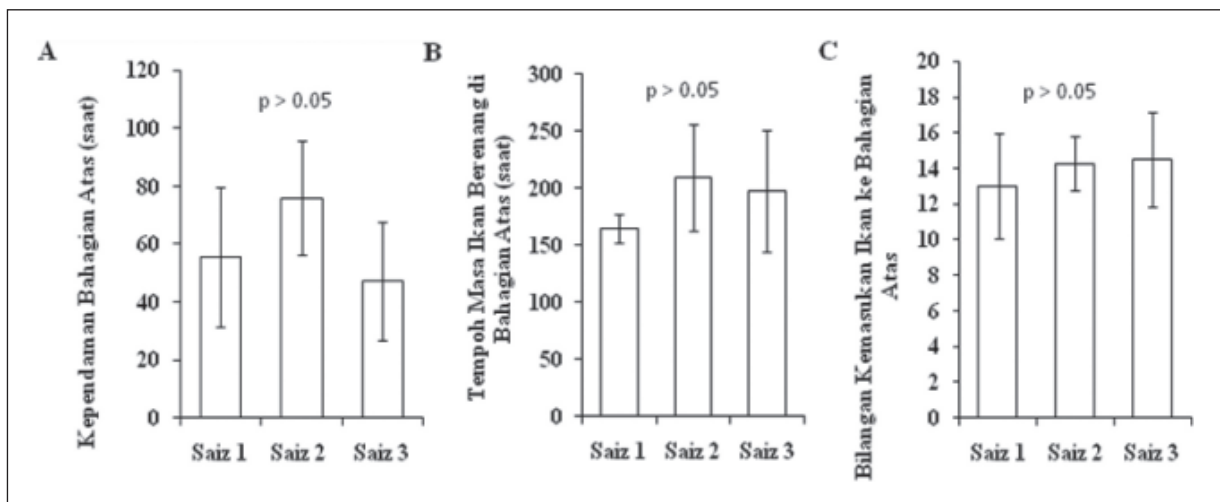 A
Kependaman Bahagian Atas (saat)
120
100
80
60
40
20
0
p > 0.05
Saiz 1 Saiz 2 Saiz 3
B
Tempoh Masa Ikan Berenang di
Bahagian Atas (saat)
300
250
200
150
100
50
0
p > 0.05
Saiz 1 Saiz 2 Saiz 3
C
Bilangan Kemasukan Ikan ke Bahagian
Atas
20
18
16
14
12
10
8
6
4
2
0
p > 0.05
Saiz 1 Saiz 2 Saiz 3